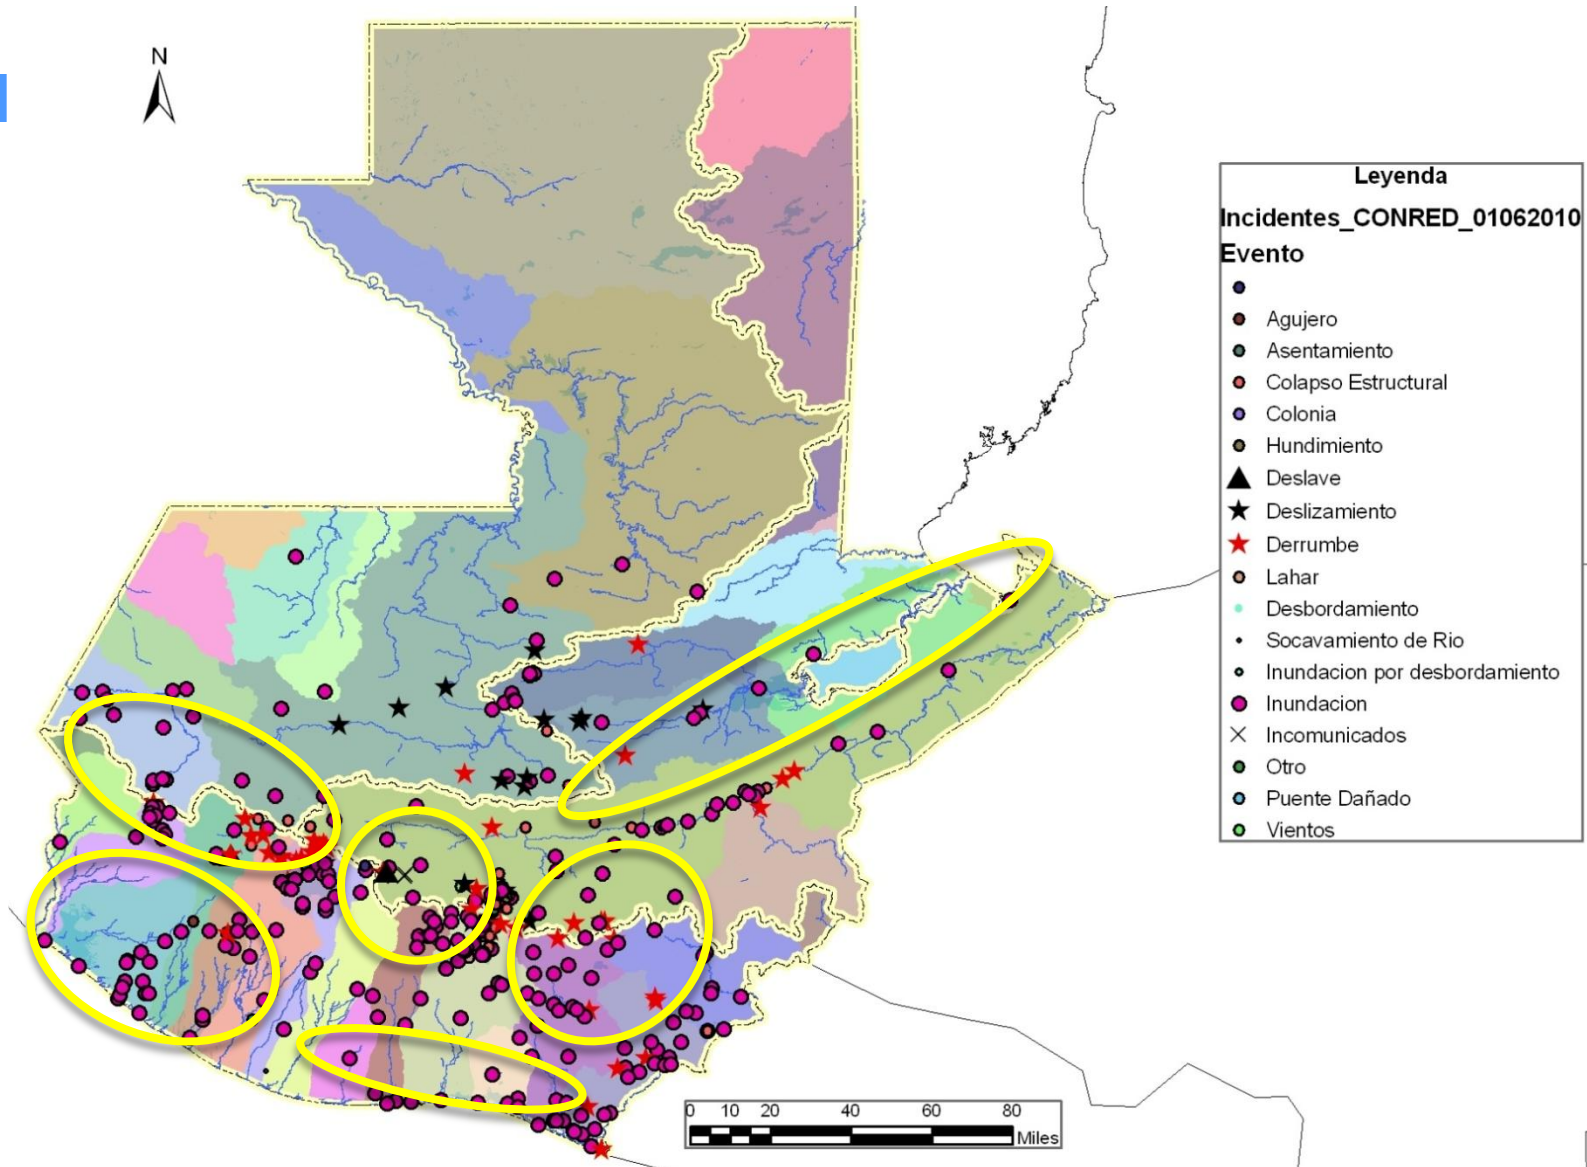 N
Leyenda
Incidentes_CONRED_01062010
Evento
Agujero
Asentamiento
Colapso Estructural
Colonia
Hundimiento
Deslave
Deslizamiento
Derrumbe
Lahar
Desbordamiento
Socavamiento de Rio
Inundacion por desbordamiento
Inundacion
Incomunicados
Otro
Puente Dañado
Vientos
0 10 20 40 60 80
Miles